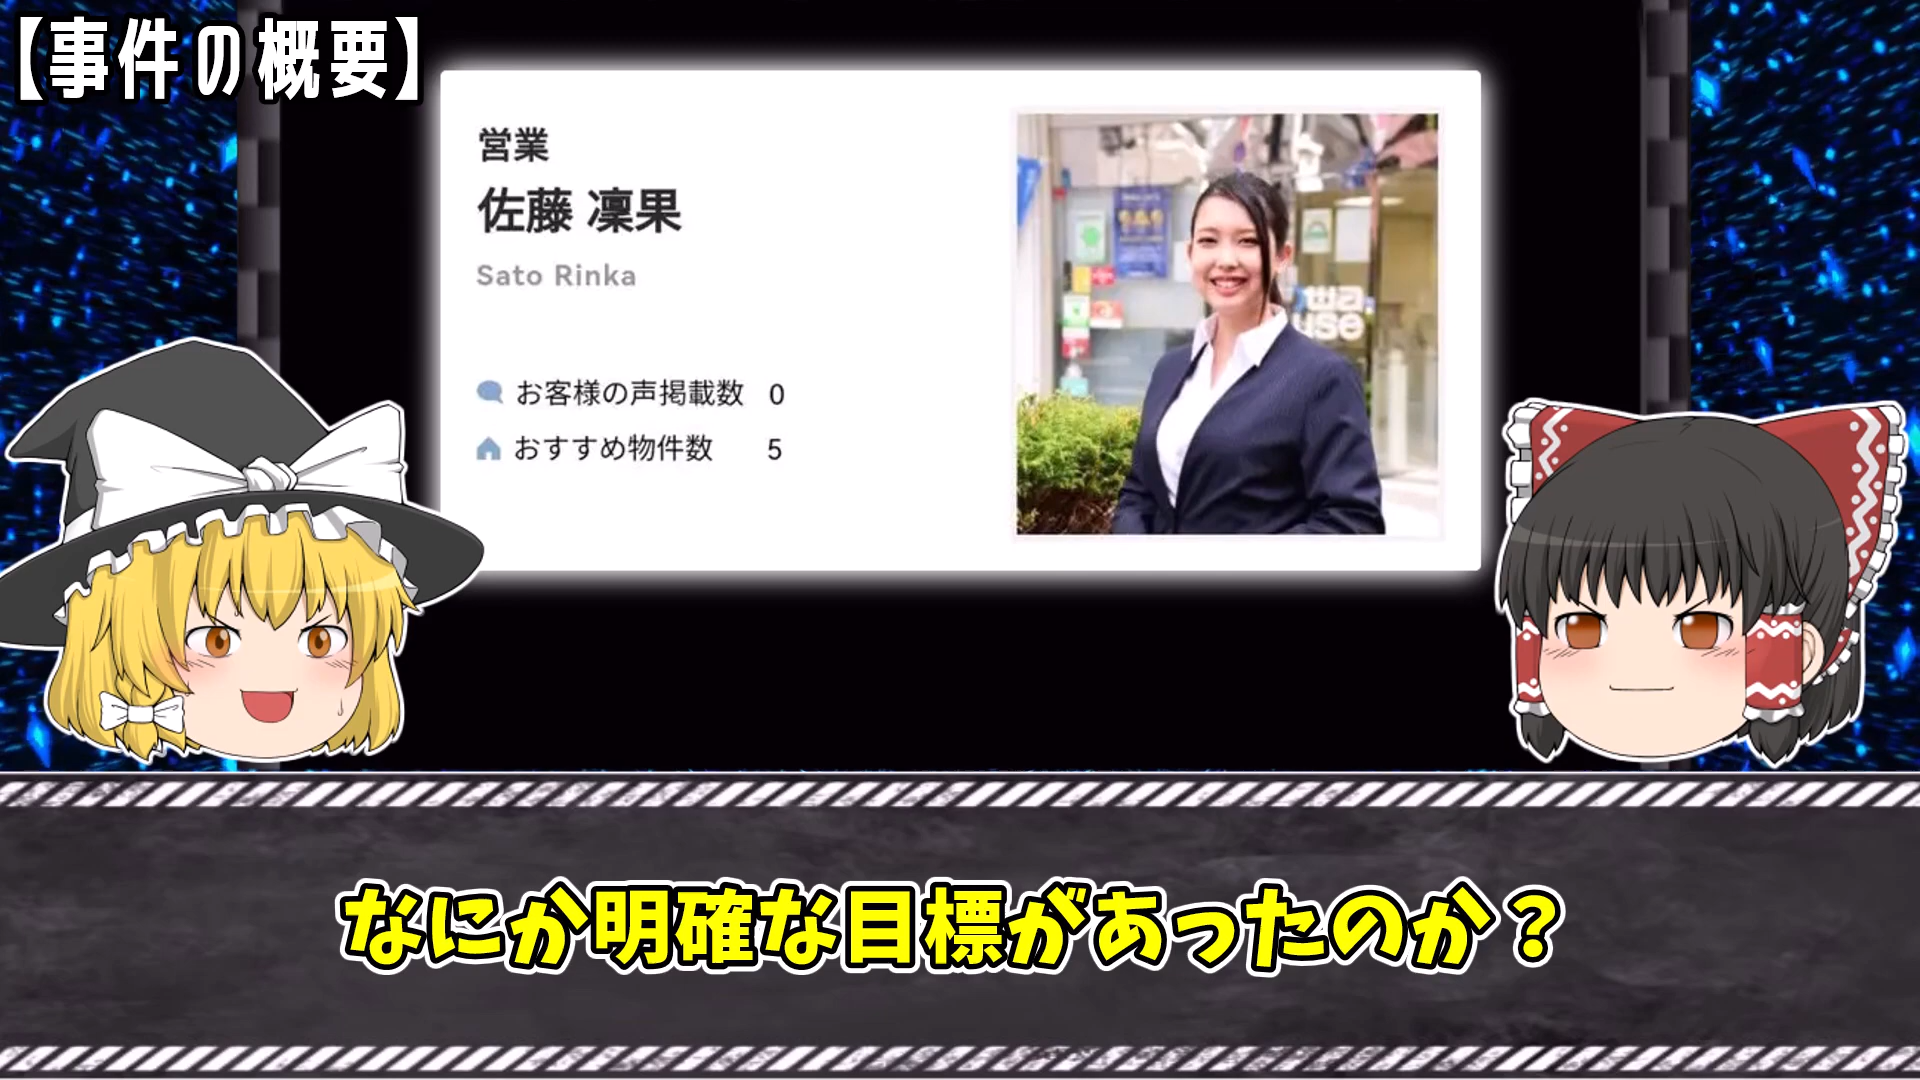 【事件の概要】
営業
佐藤 凜果
Sato Rinka
お客様の声掲載数 0
おすすめ物件数 5
なにか明確な目標があったのか？